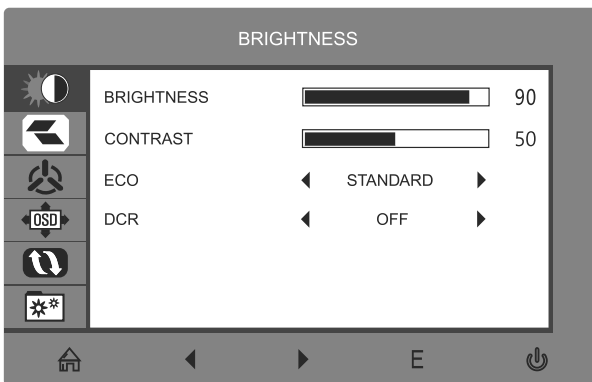 BRIGHTNESS
BRIGHTNESS 90
CONTRAST 50
ECO STANDARD
OSD
DCR OFF
E